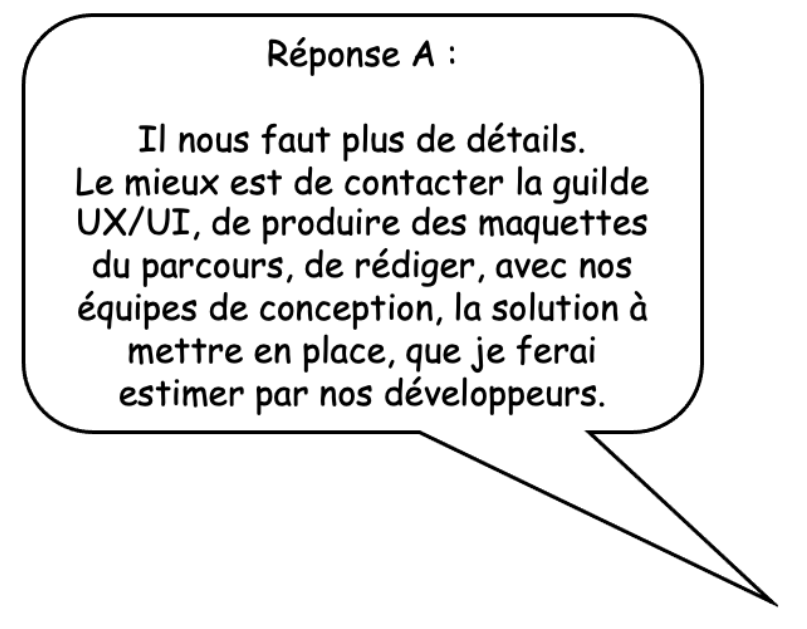 Réponse A :
Il nous faut plus de détails.
Le mieux est de contacter la guilde
UX/UI, de produire des maquettes
du parcours, de rédiger, avec nos
équipes de conception, la solution à
mettre en place, que je ferai
estimer par nos développeurs.